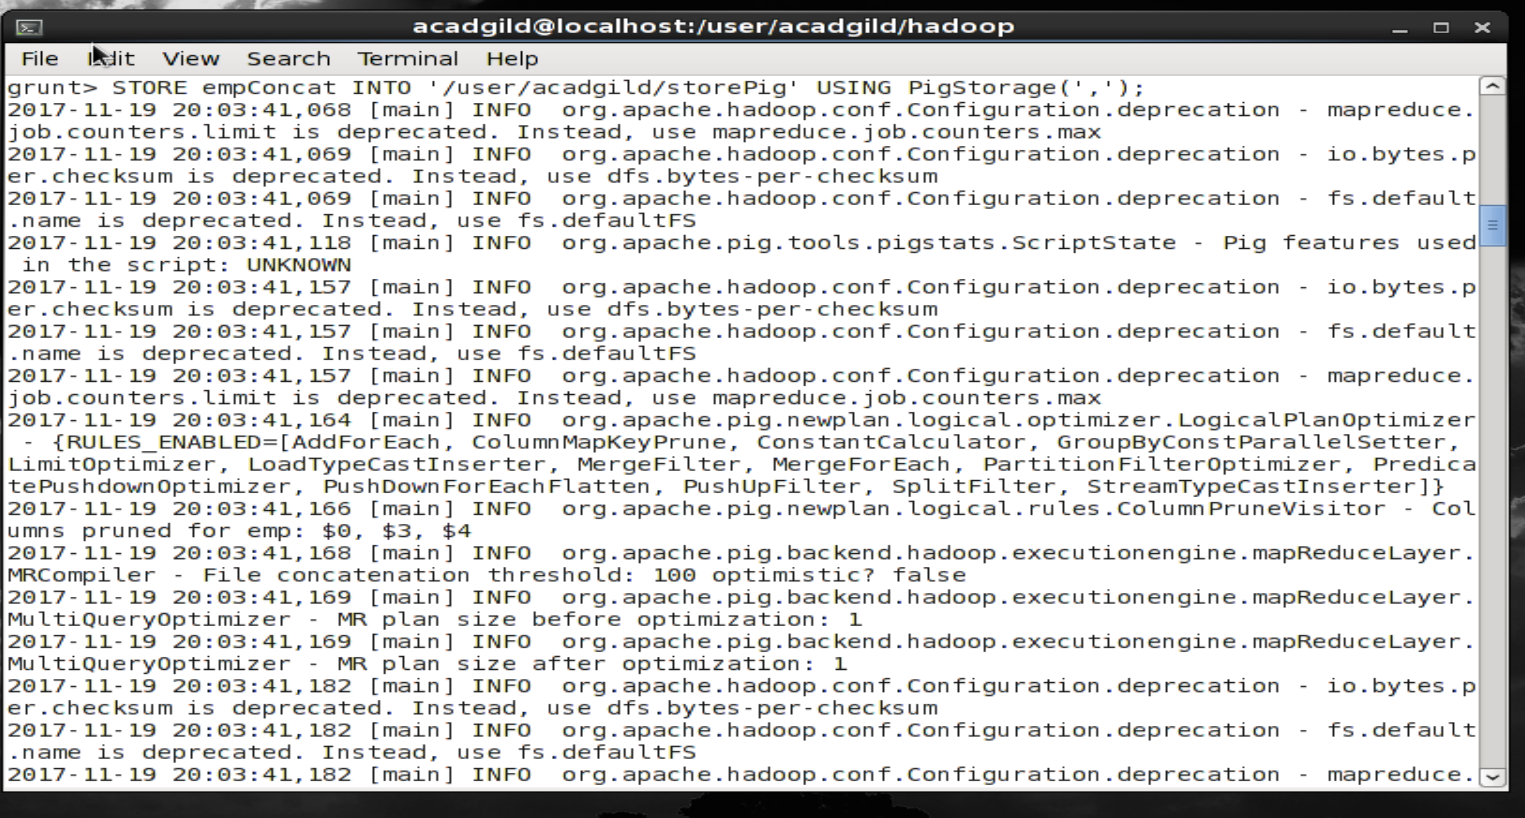 acadgild@localhost:/user/acadgild/hadoop
File Edit View Search Terminal Help
grunt> STORE empConcat INTO '/user/acadgild/storePig' USING PigStorage(',');
2017-11-19 20:03:41,068 [main] INFO  org.apache.hadoop.conf.Configuration.deprecation - mapreduce.
job.counters.limit is deprecated. Instead, use mapreduce.job.counters.max
2017-11-19 20:03:41,069 [main] INFO  org.apache.hadoop.conf.Configuration.deprecation - io.bytes.p
er.checksum is deprecated. Instead, use dfs.bytes-per-checksum
2017-11-19 20:03:41,069 [main] INFO  org.apache.hadoop.conf.Configuration.deprecation - fs.default
.name is deprecated. Instead, use fs.defaultFS
2017-11-19 20:03:41,118 [main] INFO  org.apache.pig.tools.pigstats.ScriptState - Pig features used
 in the script: UNKNOWN
2017-11-19 20:03:41,157 [main] INFO  org.apache.hadoop.conf.Configuration.deprecation - io.bytes.p
er.checksum is deprecated. Instead, use dfs.bytes-per-checksum
2017-11-19 20:03:41,157 [main] INFO  org.apache.hadoop.conf.Configuration.deprecation - fs.default
.name is deprecated. Instead, use fs.defaultFS
2017-11-19 20:03:41,157 [main] INFO  org.apache.hadoop.conf.Configuration.deprecation - mapreduce.
job.counters.limit is deprecated. Instead, use mapreduce.job.counters.max
2017-11-19 20:03:41,164 [main] INFO  org.apache.pig.newplan.logical.optimizer.LogicalPlanOptimizer
 - {RULES_ENABLED=[AddForEach, ColumnMapKeyPrune, ConstantCalculator, GroupByConstParallelSetter,
LimitOptimizer, LoadTypeCastInserter, MergeFilter, MergeForEach, PartitionFilterOptimizer, Predica
tePushdownOptimizer, PushDownForEachFlatten, PushUpFilter, SplitFilter, StreamTypeCastInserter]}
2017-11-19 20:03:41,166 [main] INFO  org.apache.pig.newplan.logical.rules.ColumnPruneVisitor - Col
umns pruned for emp: $0, $3, $4
2017-11-19 20:03:41,168 [main] INFO  org.apache.pig.backend.hadoop.executionengine.mapReduceLayer.
MRCompiler - File concatenation threshold: 100 optimistic? false
2017-11-19 20:03:41,169 [main] INFO  org.apache.pig.backend.hadoop.executionengine.mapReduceLayer.
MultiQueryOptimizer - MR plan size before optimization: 1
2017-11-19 20:03:41,169 [main] INFO  org.apache.pig.backend.hadoop.executionengine.mapReduceLayer.
MultiQueryOptimizer - MR plan size after optimization: 1
2017-11-19 20:03:41,182 [main] INFO  org.apache.hadoop.conf.Configuration.deprecation - io.bytes.p
er.checksum is deprecated. Instead, use dfs.bytes-per-checksum
2017-11-19 20:03:41,182 [main] INFO  org.apache.hadoop.conf.Configuration.deprecation - fs.default
.name is deprecated. Instead, use fs.defaultFS
2017-11-19 20:03:41,182 [main] INFO  org.apache.hadoop.conf.Configuration.deprecation - mapreduce.